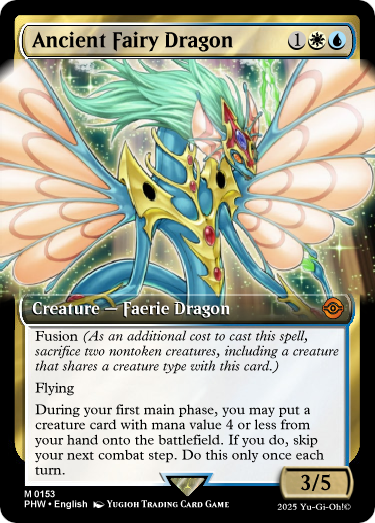 Ancient Fairy Dragon 1
Creature — Faerie Dragon
Fusion (As an additional cost to cast this spell,
sacrifice two nontoken creatures, including a creature
that shares a creature type with this card.)
Flying
During your first main phase, you may put a
creature card with mana value 4 or less from
your hand onto the battlefield. If you do, skip
your next combat step. Do this only once each
turn.
3/5
M 0153
PHW • English Yugioh Trading Card Game
2025 Yu-Gi-Oh!©